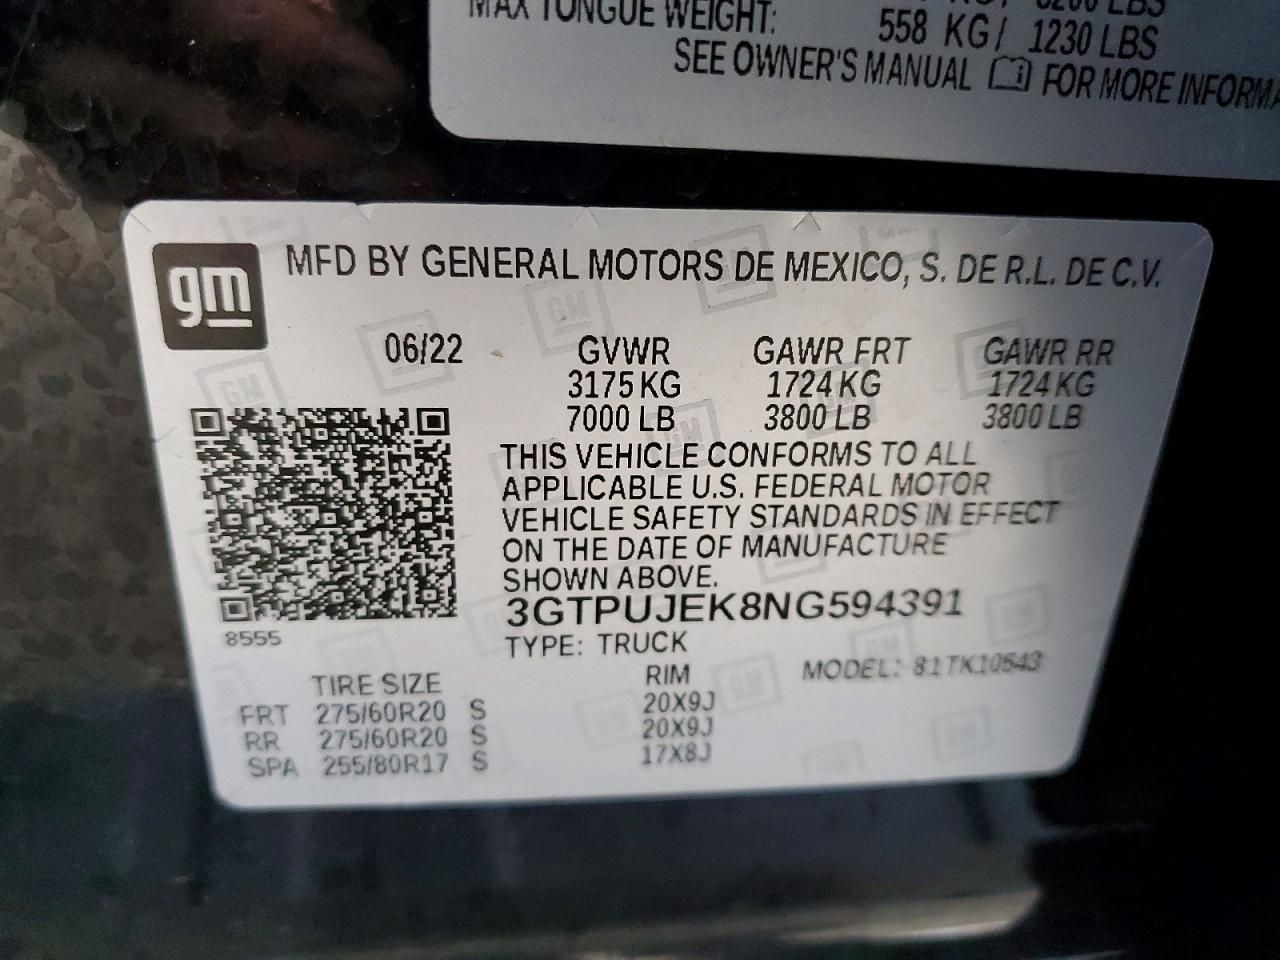 LBS
MAX TONGUE WEIGHT: 558 KG/ 1230 LBS
SEE OWNER'S MANUAL FOR MORE INFORMA
gm
MFD BY GENERAL MOTORS DE MEXICO, S. DE R.L. DE C.V.
06/22 GVWR GAWR FRT GAWR RR
3175 KG 1724 KG 1724 KG
7000 LB 3800 LB 3800 LB
THIS VEHICLE CONFORMS TO ALL
APPLICABLE U.S. FEDERAL MOTOR
VEHICLE SAFETY STANDARDS IN EFFECT
ON THE DATE OF MANUFACTURE
SHOWN ABOVE.
3GTPUJEK8NG594391
8555
TYPE: TRUCK
MODEL: 81TK10543
TIRE SIZE RIM
FRT 275/60R20 S 20X9J
RR 275/60R20 S 20X9J
SPA 255/80R17 S 17X8J